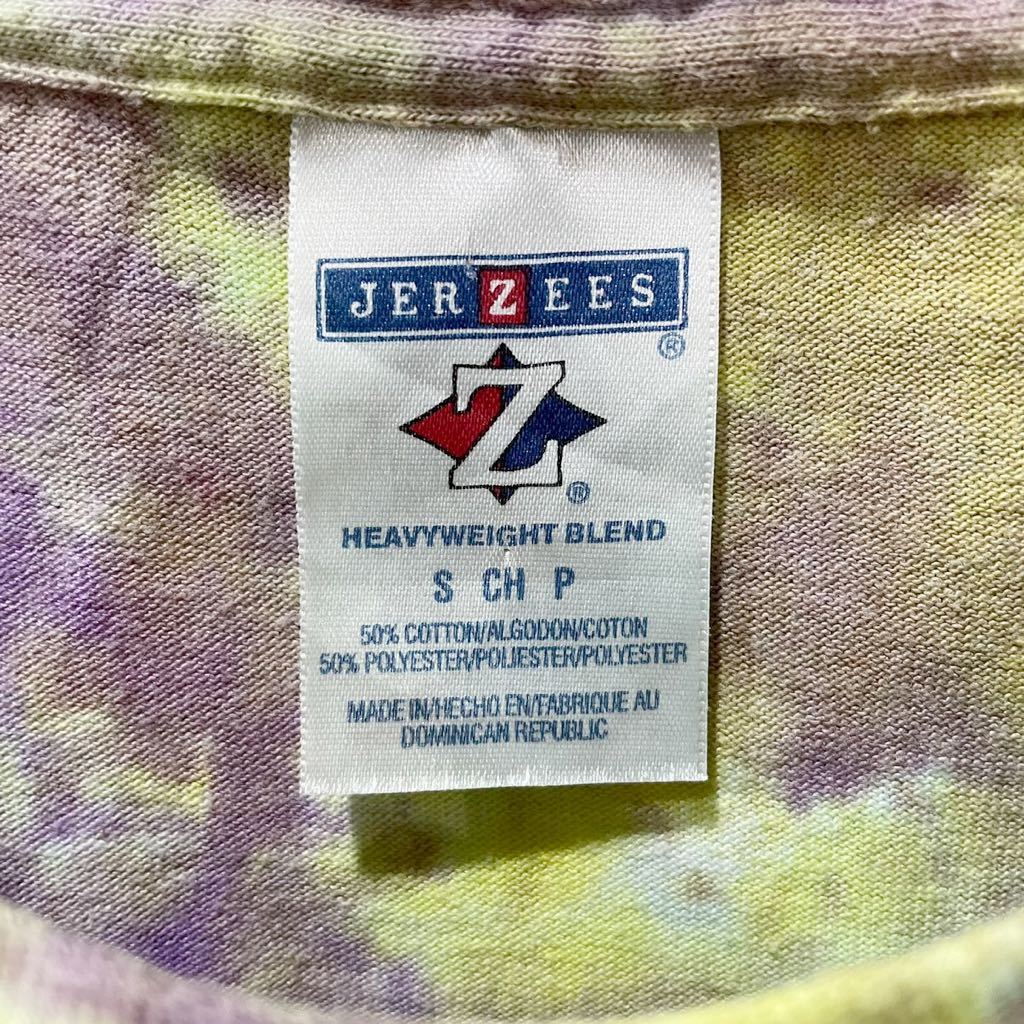 JERZEES
®
Z
®
HEAVYWEIGHT BLEND
S CH P
50% COTTON/ALGODON/COTON
50% POLYESTER/POLIESTER/POLYESTER
MADE IN/HECHO EN/FABRIQUE AU
DOMINICAN REPUBLIC